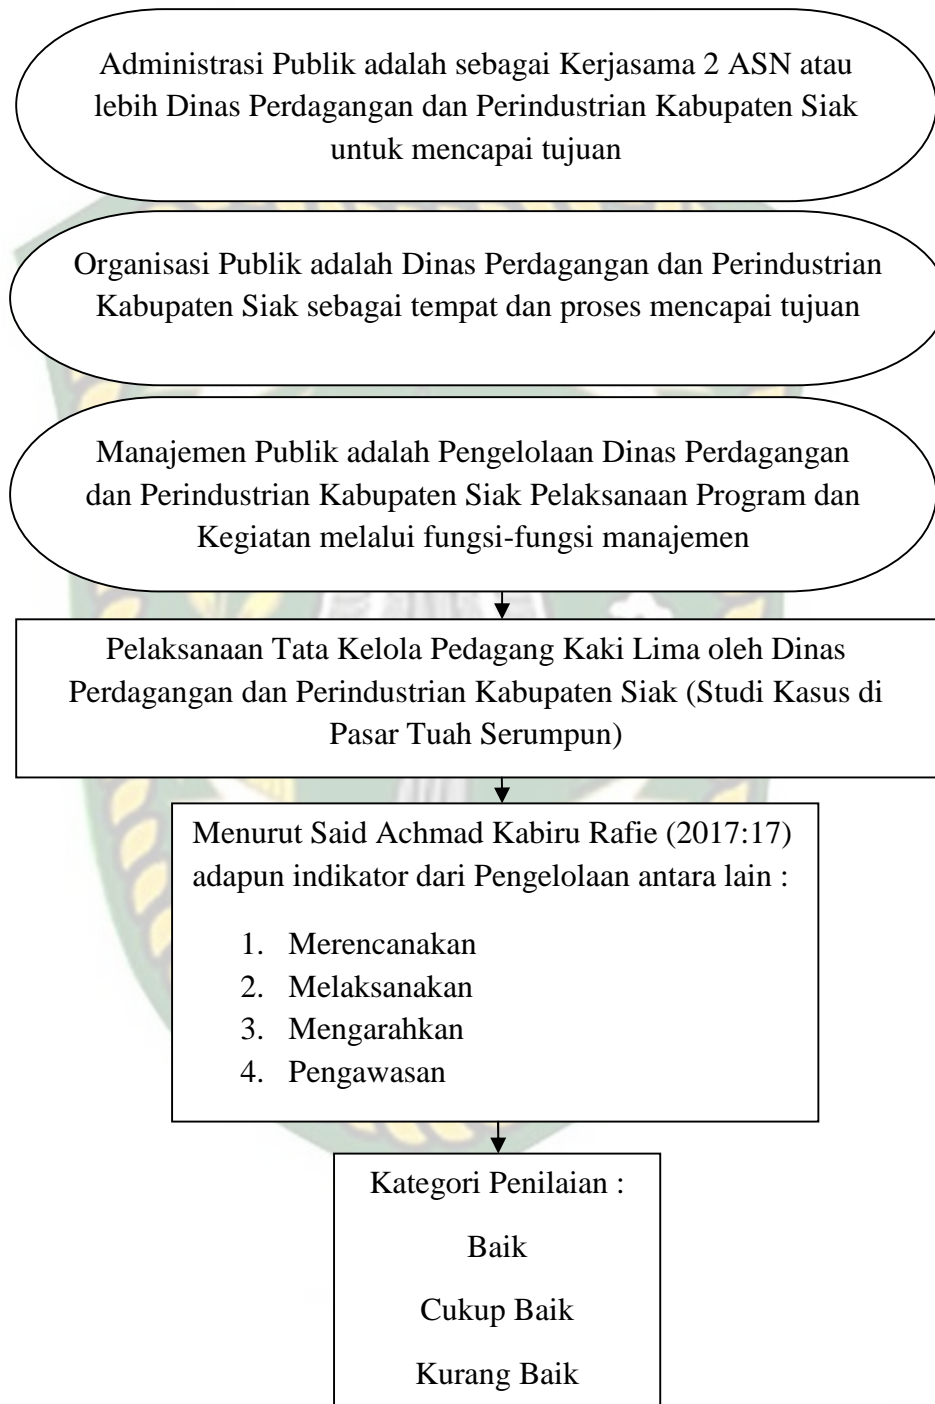 Administrasi Publik adalah sebagai Kerjasama 2 ASN atau
lebih Dinas Perdagangan dan Perindustrian Kabupaten Siak
untuk mencapai tujuan
Organisasi Publik adalah Dinas Perdagangan dan Perindustrian
Kabupaten Siak sebagai tempat dan proses mencapai tujuan
Manajemen Publik adalah Pengelolaan Dinas Perdagangan
dan Perindustrian Kabupaten Siak Pelaksanaan Program dan
Kegiatan melalui fungsi-fungsi manajemen
Pelaksanaan Tata Kelola Pedagang Kaki Lima oleh Dinas
Perdagangan dan Perindustrian Kabupaten Siak (Studi Kasus di
Pasar Tuah Serumpun)
Menurut Said Achmad Kabiru Rafie (2017:17)
adapun indikator dari Pengelolaan antara lain :
1. Merencanakan
2. Melaksanakan
3. Mengarahkan
4. Pengawasan
Kategori Penilaian :
Baik
Cukup Baik
Kurang Baik